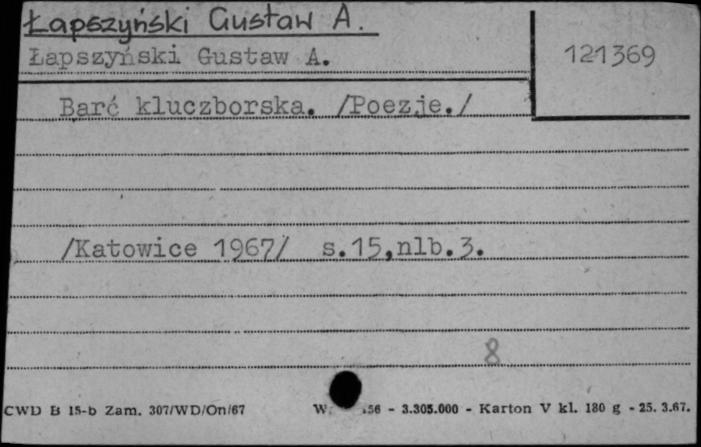 Łapszyński Gustaw A.
Łapszyński Gustaw A.
121369
Barć kluczborska. /Poezje./
/Katowice 1967/ s.15,nlb.3.
8
CWD B 15-b Zam. 307/WD/On/67 56 - 3.305.000 - Karton V kl. 180 g - 25. 3.67.